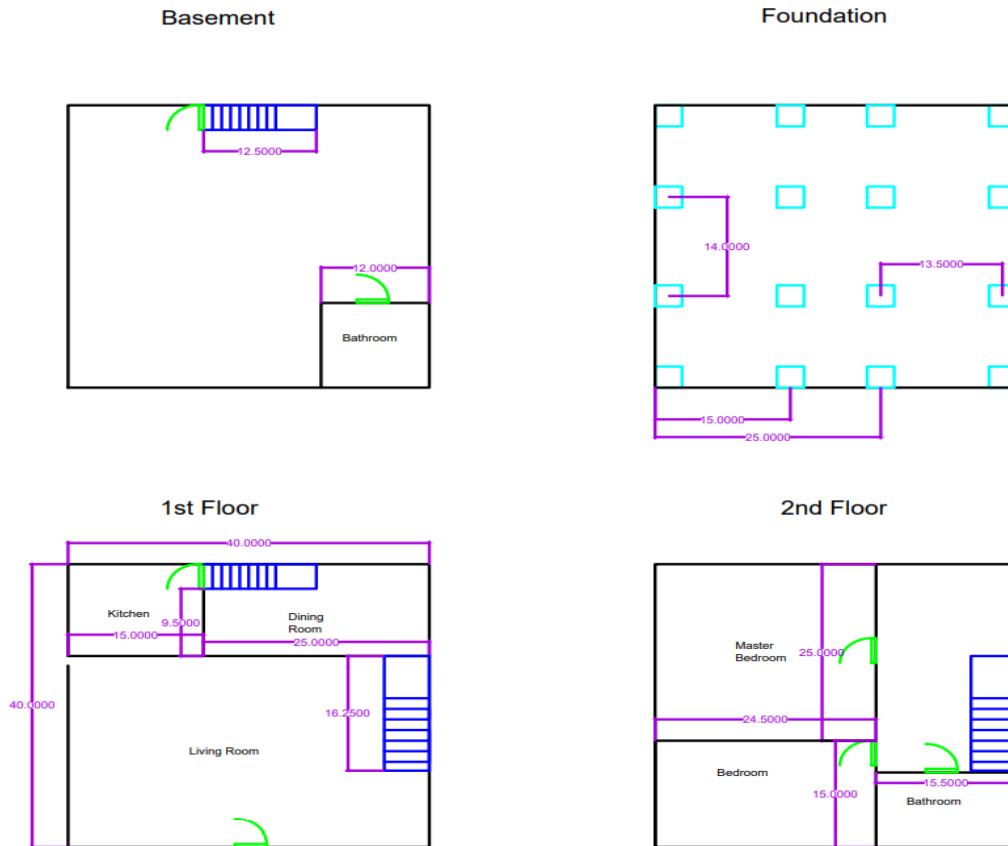 Basement
Foundation
12.5000
12.0000
Bathroom
14.0000
13.5000
15.0000
25.0000
1st Floor
2nd Floor
40.0000
Kitchen
9.5000
Dining
Room
15.0000
25.0000
40.0000
16.2500
Living Room
Master
Bedroom
25.0000
24.5000
Bedroom
15.0000
15.5000
Bathroom